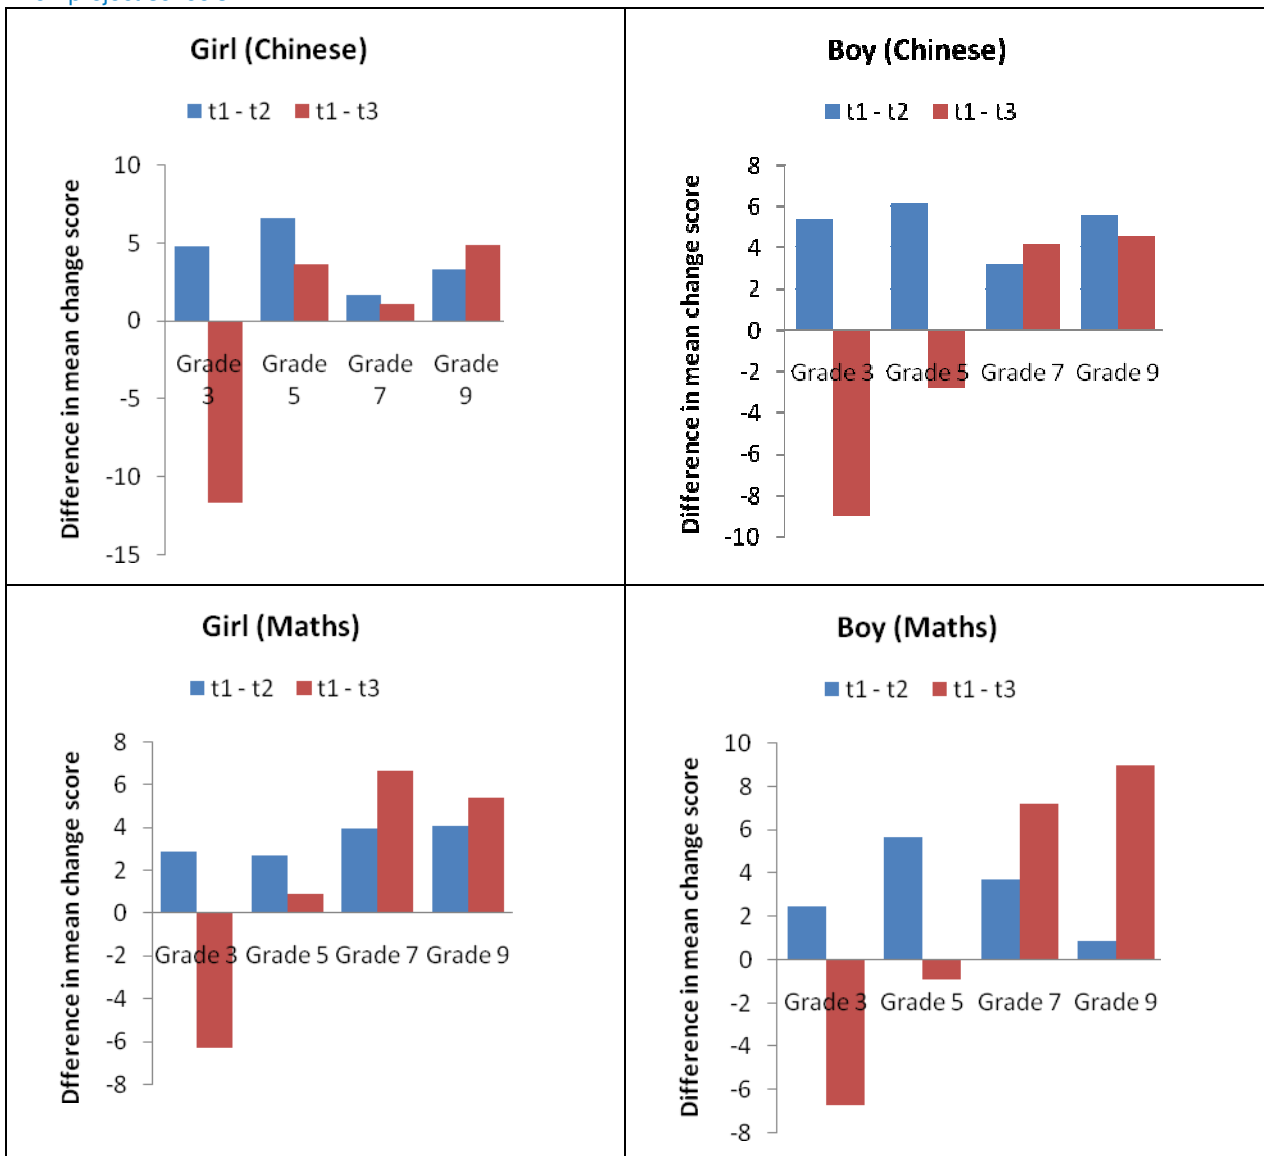 Girl (Chinese)
t1 - t2 t1 - t3
Difference in mean change score
10
5
0
-5
-10
-15
Grade 3
Grade 5
Grade 7
Grade 9
Boy (Chinese)
t1 - t2 t1 - t3
Difference in mean change score
8
6
4
2
0
-2
-4
-6
-8
-10
Grade 3 Grade 5 Grade 7 Grade 9
Girl (Maths)
t1 - t2 t1 - t3
Dfference in mean change score
8
6
4
2
0
-2
-4
-6
-8
Grade 3 Grade 5 Grade 7 Grade 9
Boy (Maths)
t1 - t2 t1 - t3
Difference in mean change score
10
8
6
4
2
0
-2
-4
-6
-8
Grade 3 Grade 5 Grade 7 Grade 9